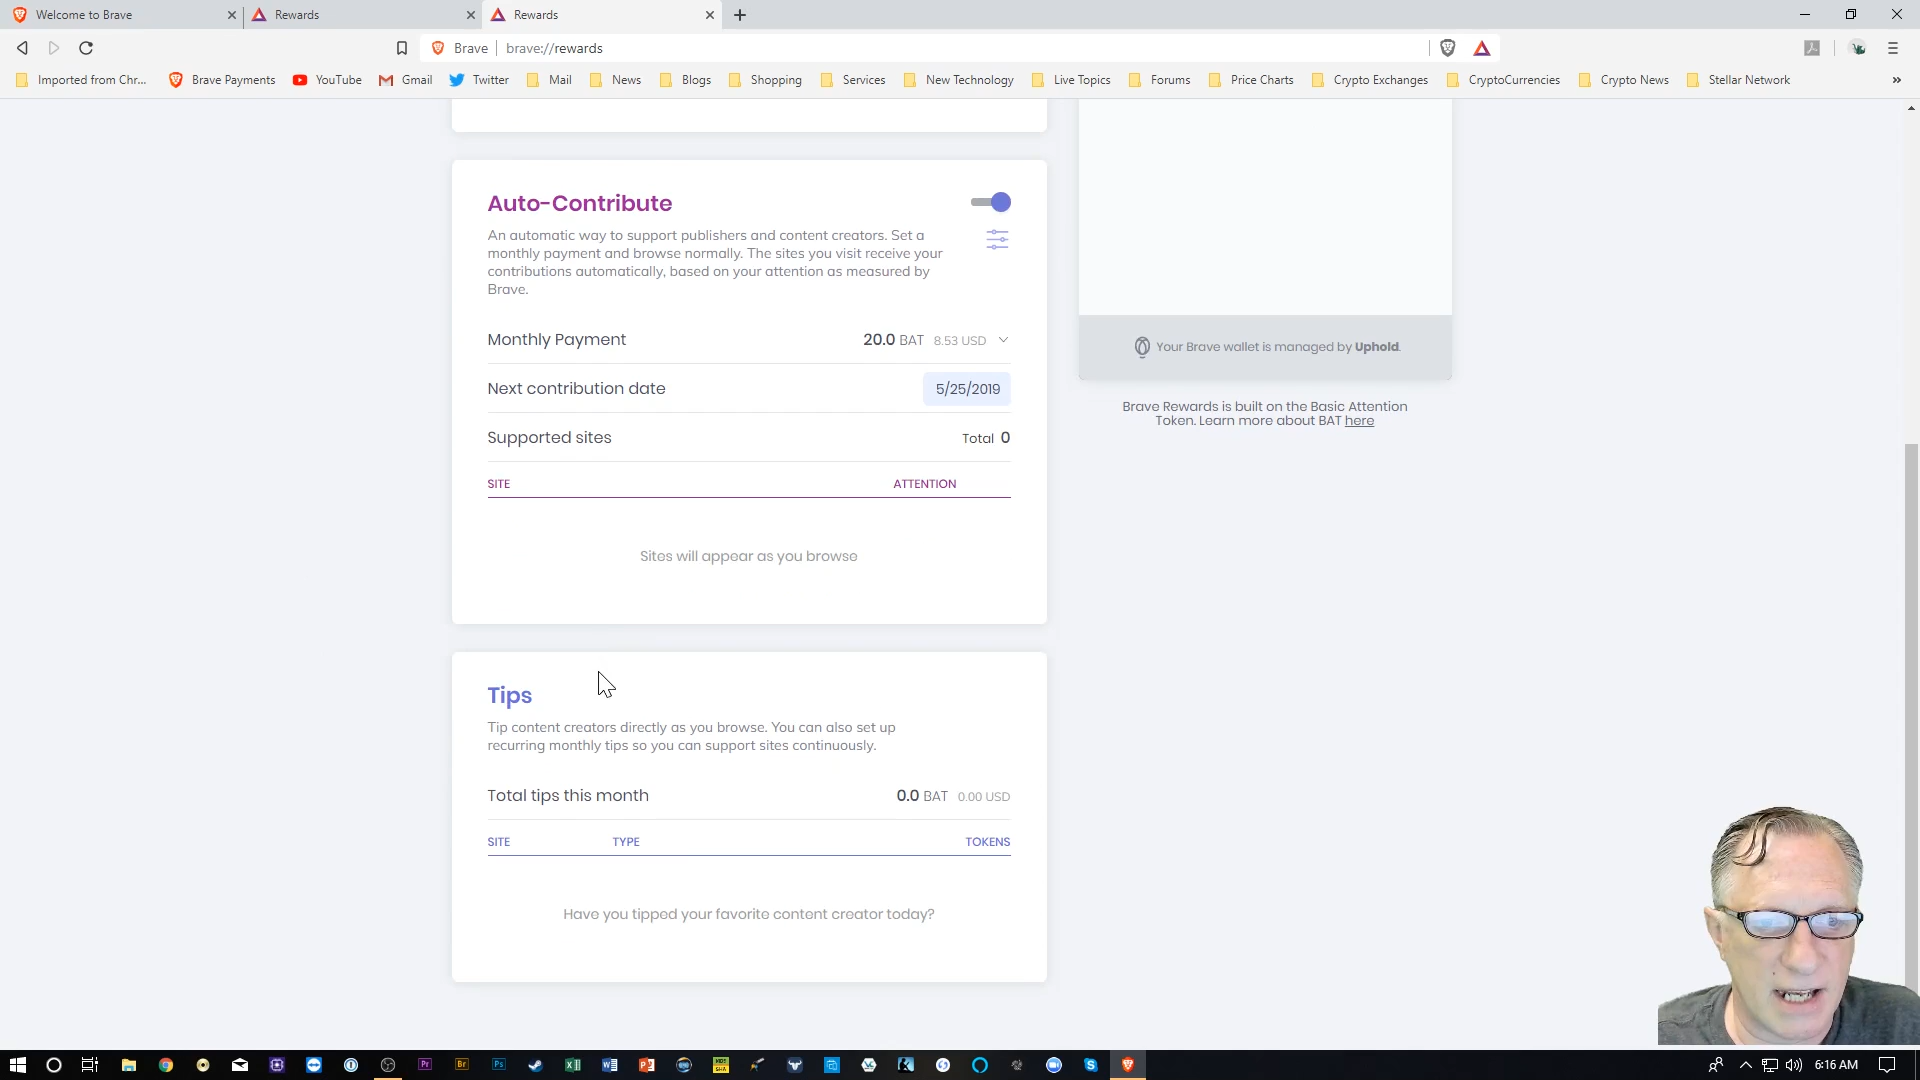 Welcome to Brave
Rewards
Rewards
Brave
brave://rewards
Imported from Chr...
Brave Payments
YouTube
Gmail
Twitter
Mail
News
Blogs
Shopping
Services
New Technology
Live Topics
Forums
Price Charts
Crypto Exchanges
CryptoCurrencies
Crypto News
Stellar Network
»
Auto-Contribute
An automatic way to support publishers and content creators. Set a
monthly payment and browse normally. The sites you visit receive your
contributions automatically, based on your attention as measured by
Brave.
Monthly Payment 20.0 BAT 8.53 USD
Next contribution date 5/25/2019
Supported sites Total 0
SITE ATTENTION
Sites will appear as you browse
Your Brave wallet is managed by Uphold.
Brave Rewards is built on the Basic Attention
Token. Learn more about BAT here
Tips
Tip content creators directly as you browse. You can also set up
recurring monthly tips so you can support sites continuously.
Total tips this month 0.0 BAT 0.00 USD
SITE TYPE TOKENS
Have you tipped your favorite content creator today?
Pr
Br
Ps
6:16 AM